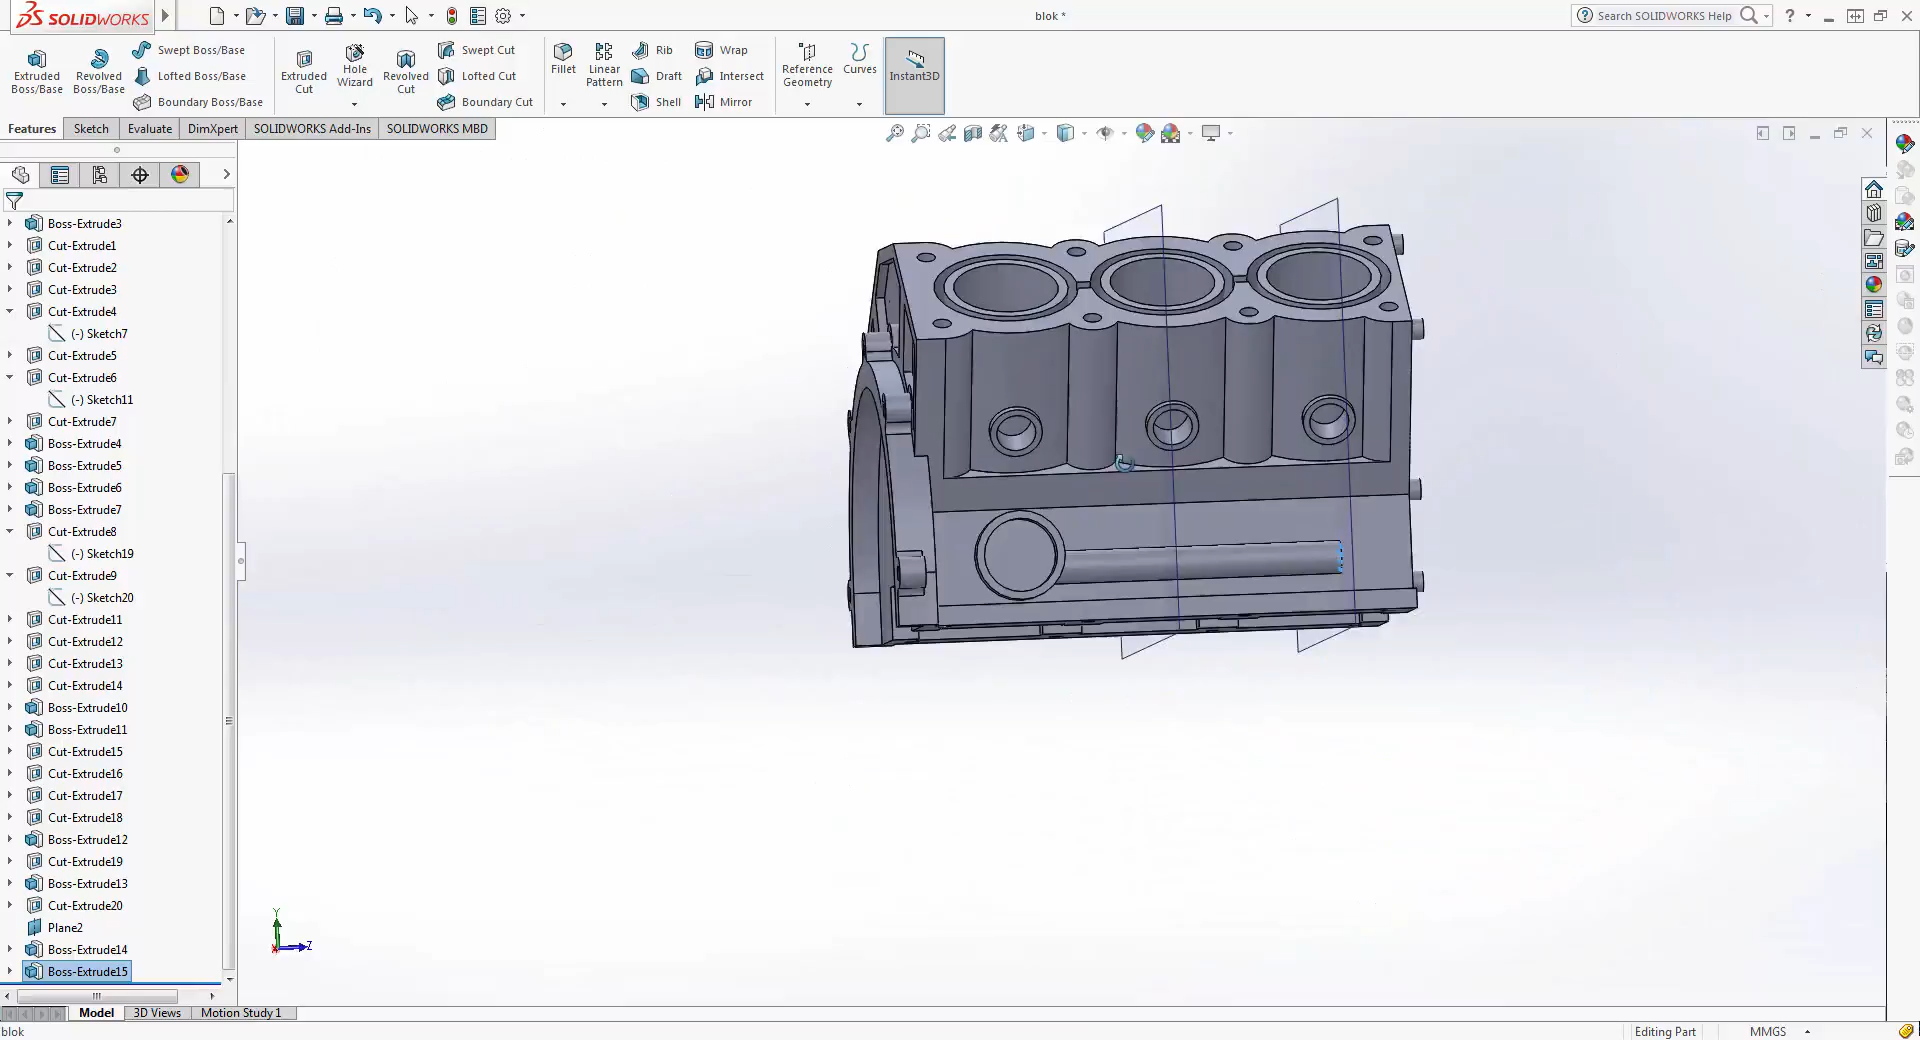 SOLIDWORKS
blok *
Search SOLIDWORKS Help
?
Extruded Boss/Base
Revolved Boss/Base
Swept Boss/Base
Lofted Boss/Base
Boundary Boss/Base
Extruded Cut
Hole Wizard
Revolved Cut
Swept Cut
Lofted Cut
Boundary Cut
Fillet
Linear Pattern
Rib
Draft
Shell
Wrap
Intersect
Mirror
Reference Geometry
Curves
Instant3D
Features
Sketch
Evaluate
DimXpert
SOLIDWORKS Add-Ins
SOLIDWORKS MBD
Boss-Extrude3
Cut-Extrude1
Cut-Extrude2
Cut-Extrude3
Cut-Extrude4
(-) Sketch7
Cut-Extrude5
Cut-Extrude6
(-) Sketch11
Cut-Extrude7
Boss-Extrude4
Boss-Extrude5
Boss-Extrude6
Boss-Extrude7
Cut-Extrude8
(-) Sketch19
Cut-Extrude9
(-) Sketch20
Cut-Extrude11
Cut-Extrude12
Cut-Extrude13
Cut-Extrude14
Boss-Extrude10
Boss-Extrude11
Cut-Extrude15
Cut-Extrude16
Cut-Extrude17
Cut-Extrude18
Boss-Extrude12
Cut-Extrude19
Boss-Extrude13
Cut-Extrude20
Plane2
Boss-Extrude14
Boss-Extrude15
Y
X
Z
Model
3D Views
Motion Study 1
blok
Editing Part
MMGS